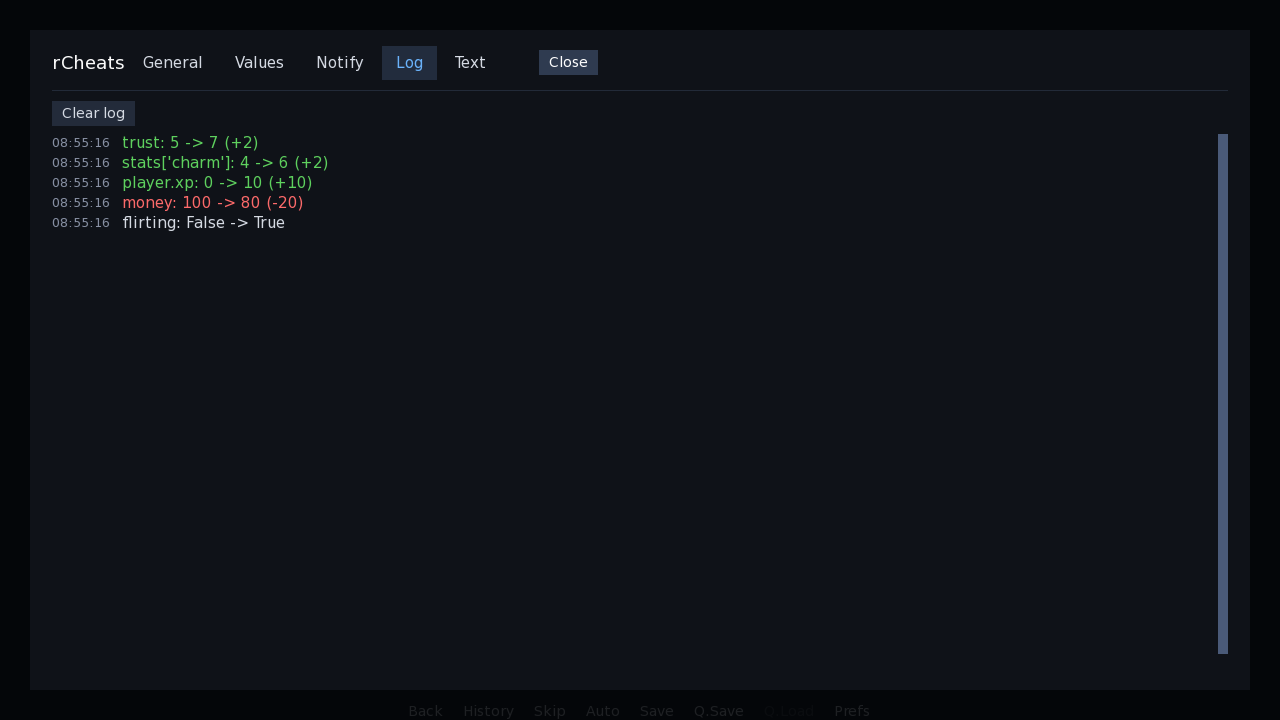 rCheats General Values Notify Log Text Close
Clear log
08:55:16 trust: 5 -> 7 (+2)
08:55:16 stats['charm']: 4 -> 6 (+2)
08:55:16 player.xp: 0 -> 10 (+10)
08:55:16 money: 100 -> 80 (-20)
08:55:16 flirting: False -> True
Back History Skip Auto Save Q.Save Q.Load Prefs